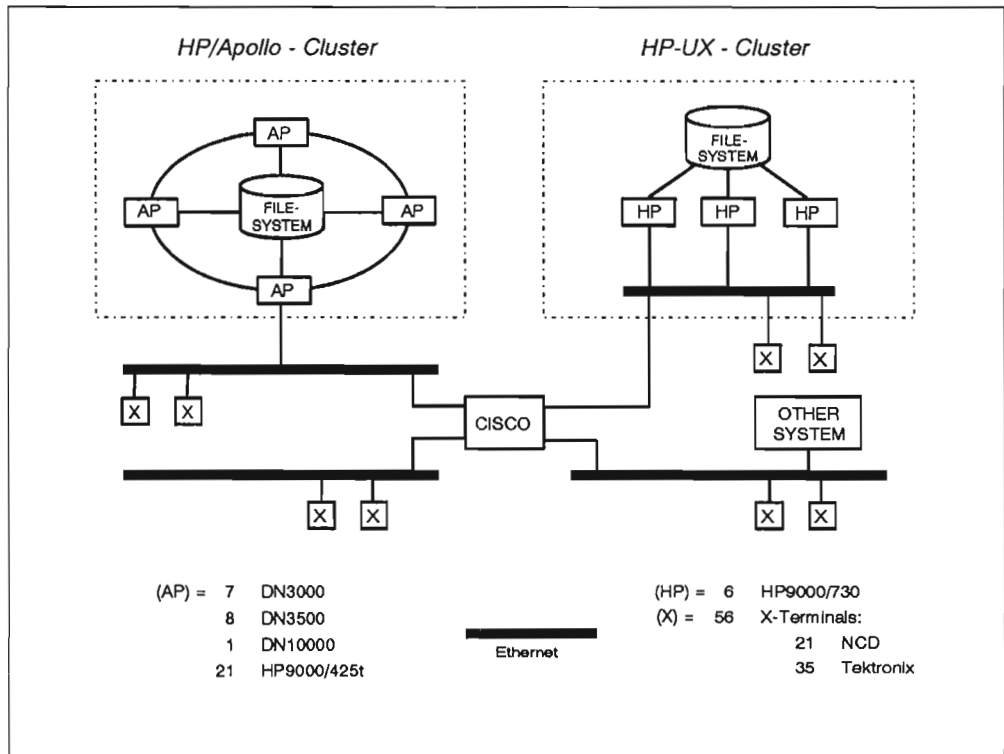 HP/Apollo - Cluster
HP-UX - Cluster
AP
FILE-
SYSTEM
AP
AP
AP
FILE-
SYSTEM
HP
HP
HP
X
X
X
X
CISCO
OTHER
SYSTEM
X
X
X
X
(AP) = 7 DN3000
8 DN3500
1 DN10000
21 HP9000/425t
Ethernet
(HP) = 6 HP9000/730
(X) = 56 X-Terminals:
21 NCD
35 Tektronix